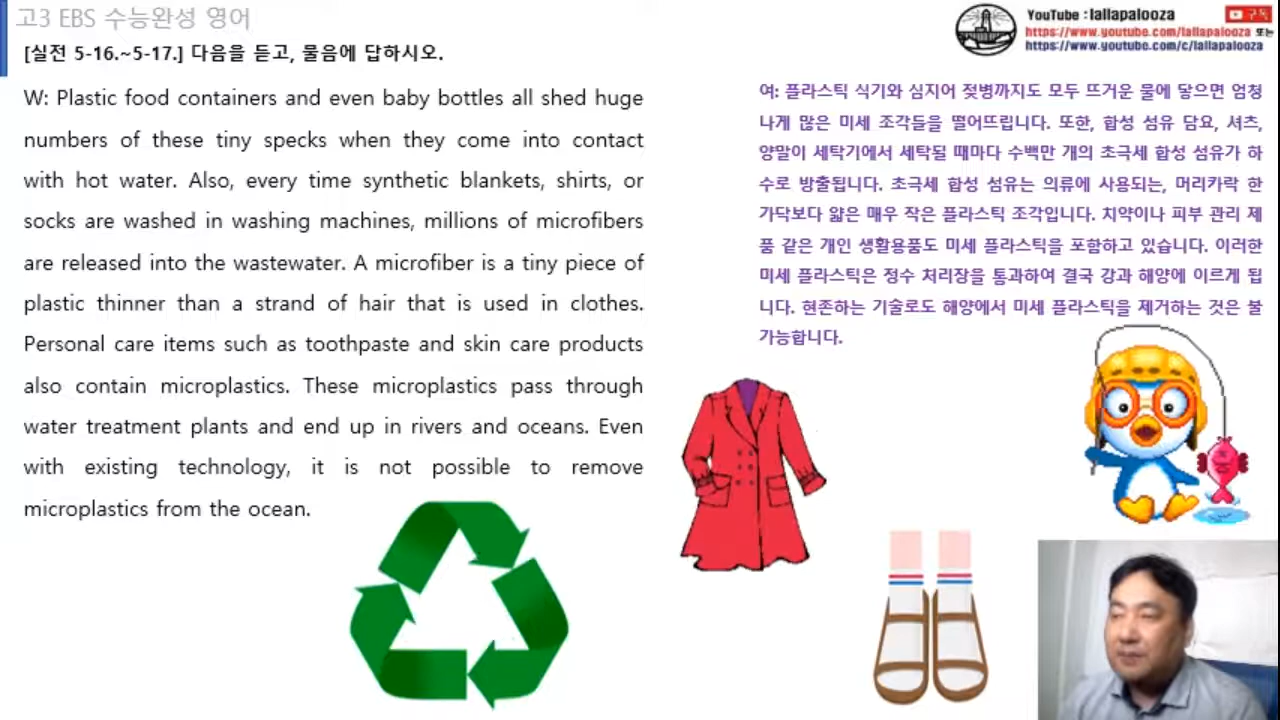 고3 EBS 수능완성 영어
[실전 5-16.~5-17.] 다음을 듣고, 물음에 답하시오.
YouTube : lallapalooza
구독
https://www.youtube.com/lallapalooza 또는
https://www.youtube.com/c/lallapalooza
W: Plastic food containers and even baby bottles all shed huge
numbers of these tiny specks when they come into contact
with hot water. Also, every time synthetic blankets, shirts, or
socks are washed in washing machines, millions of microfibers
are released into the wastewater. A microfiber is a tiny piece of
plastic thinner than a strand of hair that is used in clothes.
Personal care items such as toothpaste and skin care products
also contain microplastics. These microplastics pass through
water treatment plants and end up in rivers and oceans. Even
with existing technology, it is not possible to remove
microplastics from the ocean.
여: 플라스틱 식기와 심지어 젖병까지도 모두 뜨거운 물에 닿으면 엄청
나게 많은 미세 조각들을 떨어뜨립니다. 또한, 합성 섬유 담요, 셔츠,
양말이 세탁기에서 세탁될 때마다 수백만 개의 초극세 합성 섬유가 하
수로 방출됩니다. 초극세 합성 섬유는 의류에 사용되는, 머리카락 한
가닥보다 얇은 매우 작은 플라스틱 조각입니다. 치약이나 피부 관리 제
품 같은 개인 생활용품도 미세 플라스틱을 포함하고 있습니다. 이러한
미세 플라스틱은 정수 처리장을 통과하여 결국 강과 해양에 이르게 됩
니다. 현존하는 기술로도 해양에서 미세 플라스틱을 제거하는 것은 불
가능합니다.